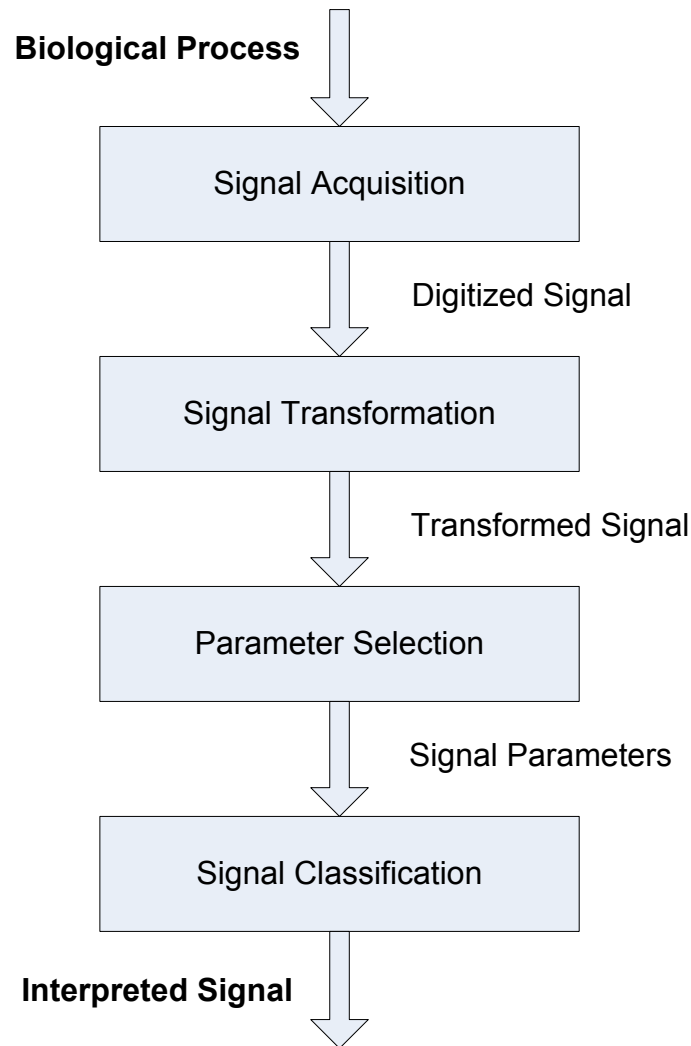 Biological Process
Signal Acquisition
Digitized Signal
Signal Transformation
Transformed Signal
Parameter Selection
Signal Parameters
Signal Classification
Interpreted Signal